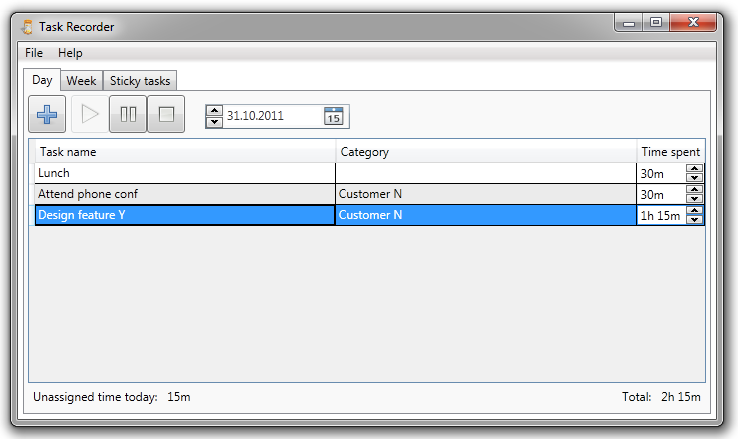 Task Recorder
File Help
Day Week Sticky tasks
31.10.2011 15
Task name Category Time spent
Lunch 30m
Attend phone conf Customer N 30m
Design feature Y Customer N 1h 15m
Unassigned time today: 15m Total: 2h 15m